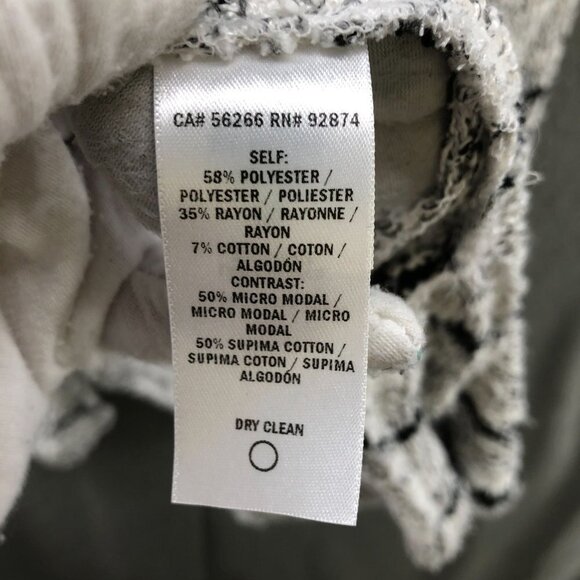 CA# 56266 RN# 92874
SELF:
58% POLYESTER /
POLYESTER / POLIESTER
35% RAYON / RAYONNE /
RAYON
7% COTTON / COTON /
ALGODÓN
CONTRAST:
50% MICRO MODAL /
MICRO MODAL / MICRO
MODAL
50% SUPIMA COTTON /
SUPIMA COTON / SUPIMA
ALGODÓN
DRY CLEAN